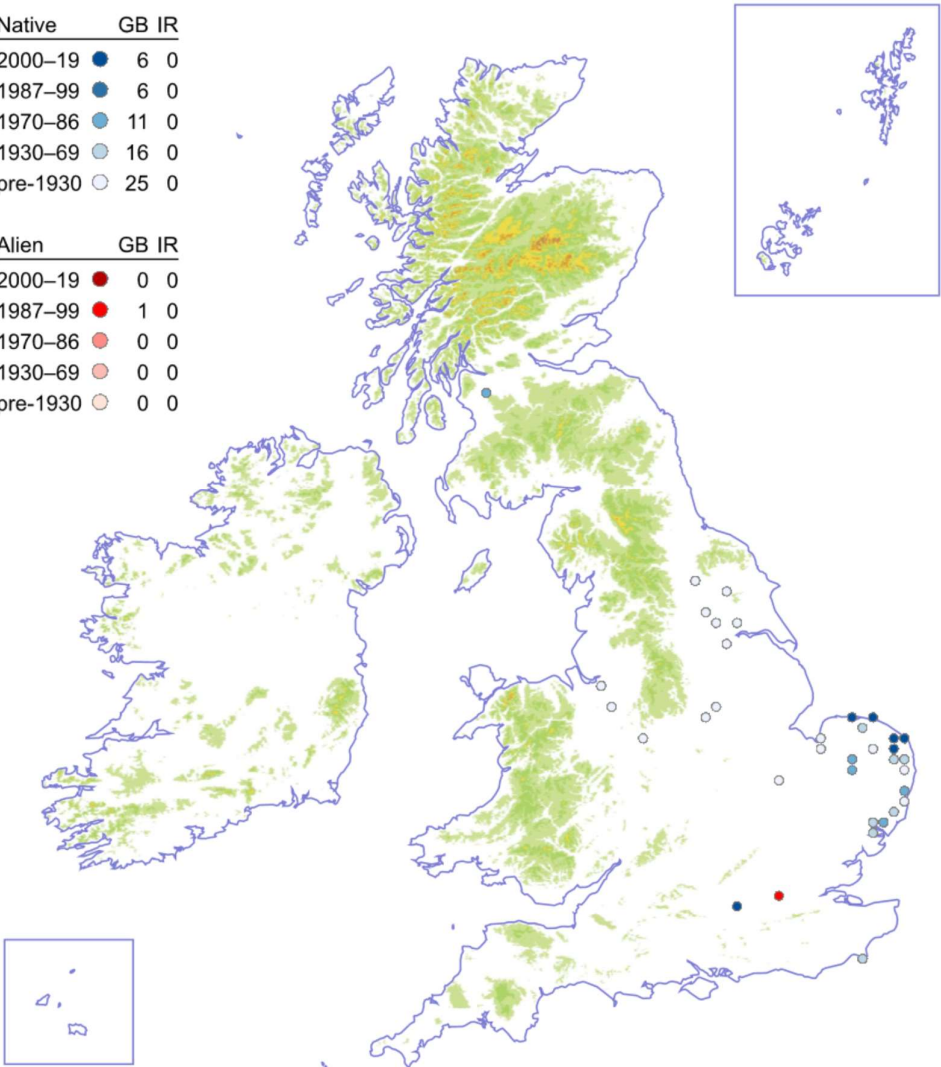 Native GB IR
2000–19 6 0
1987–99 6 0
1970–86 11 0
1930–69 16 0
pre-1930 25 0
Alien GB IR
2000–19 0 0
1987–99 1 0
1970–86 0 0
1930–69 0 0
pre-1930 0 0